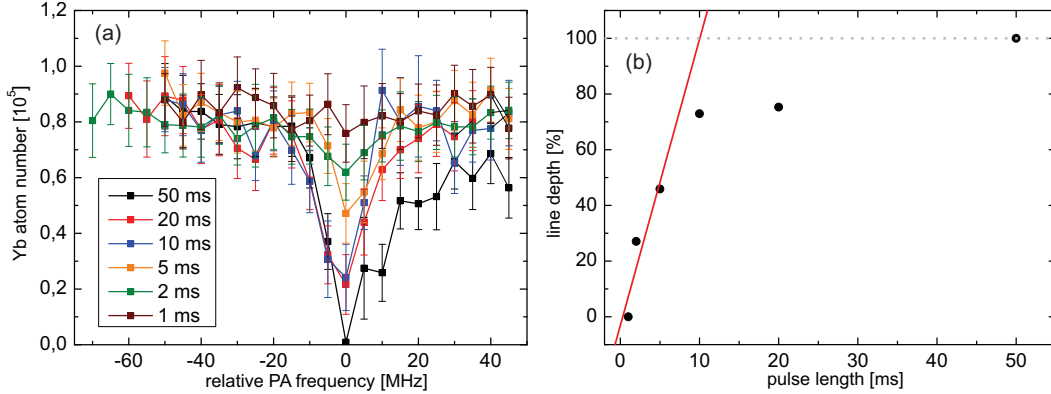 (a)
Yb atom number [10⁵]
1,2
1,0
0,8
0,6
0,4
0,2
0,0
50 ms
20 ms
10 ms
5 ms
2 ms
1 ms
-60 -40 -20 0 20 40
relative PA frequency [MHz]
(b)
line depth [%]
100
80
60
40
20
0
0 10 20 30 40 50
pulse length [ms]